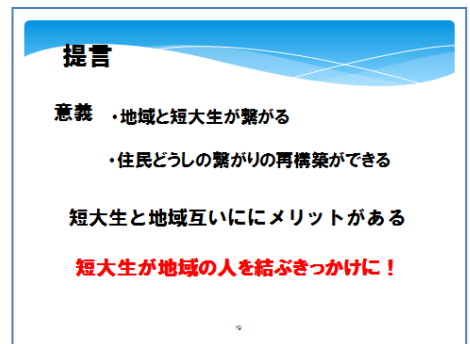 提言
意義 ・地域と短大生が繋がる
・住民どうしの繋がりの再構築ができる
短大生と地域互いににメリットがある
短大生が地域の人を結ぶきっかけに！